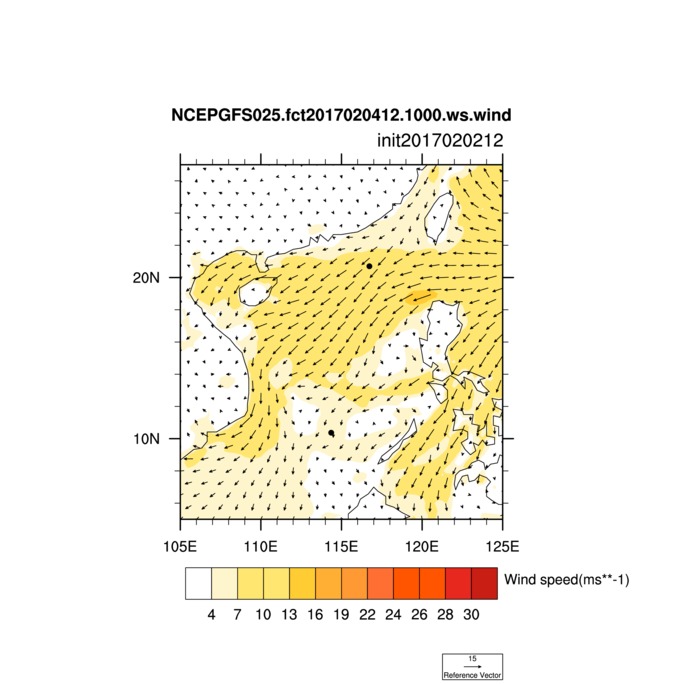 NCEPGFS025.fct2017020412.1000.ws.wind
init2017020212
20N
10N
105E 110E 115E 120E 125E
Wind speed(ms**-1)
4 7 10 13 16 19 22 24 26 28 30
15
Reference Vector